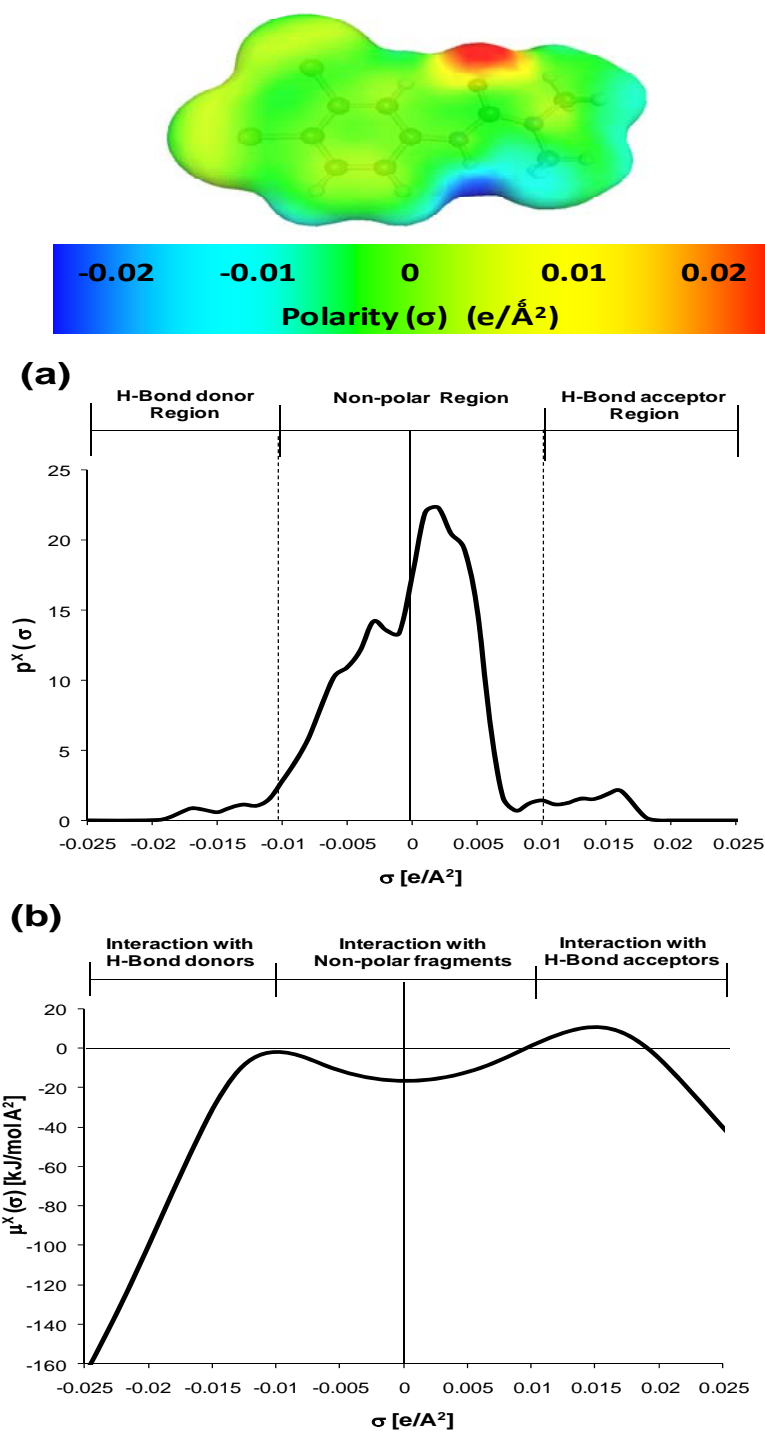 -0.02 -0.01 0 0.01 0.02
Polarity (σ) (e/Å²)
(a)
H-Bond donor Region
Non-polar Region
H-Bond acceptor Region
25
20
15
10
5
0
pˣ(σ)
-0.025 -0.02 -0.015 -0.01 -0.005 0 0.005 0.01 0.015 0.02 0.025
σ [e/A²]
(b)
Interaction with H-Bond donors
Interaction with Non-polar fragments
Interaction with H-Bond acceptors
20
0
-20
-40
-60
-80
-100
-120
-140
-160
μˣ(σ) [kJ/mol A²]
-0.025 -0.02 -0.015 -0.01 -0.005 0 0.005 0.01 0.015 0.02 0.025
σ [e/A²]